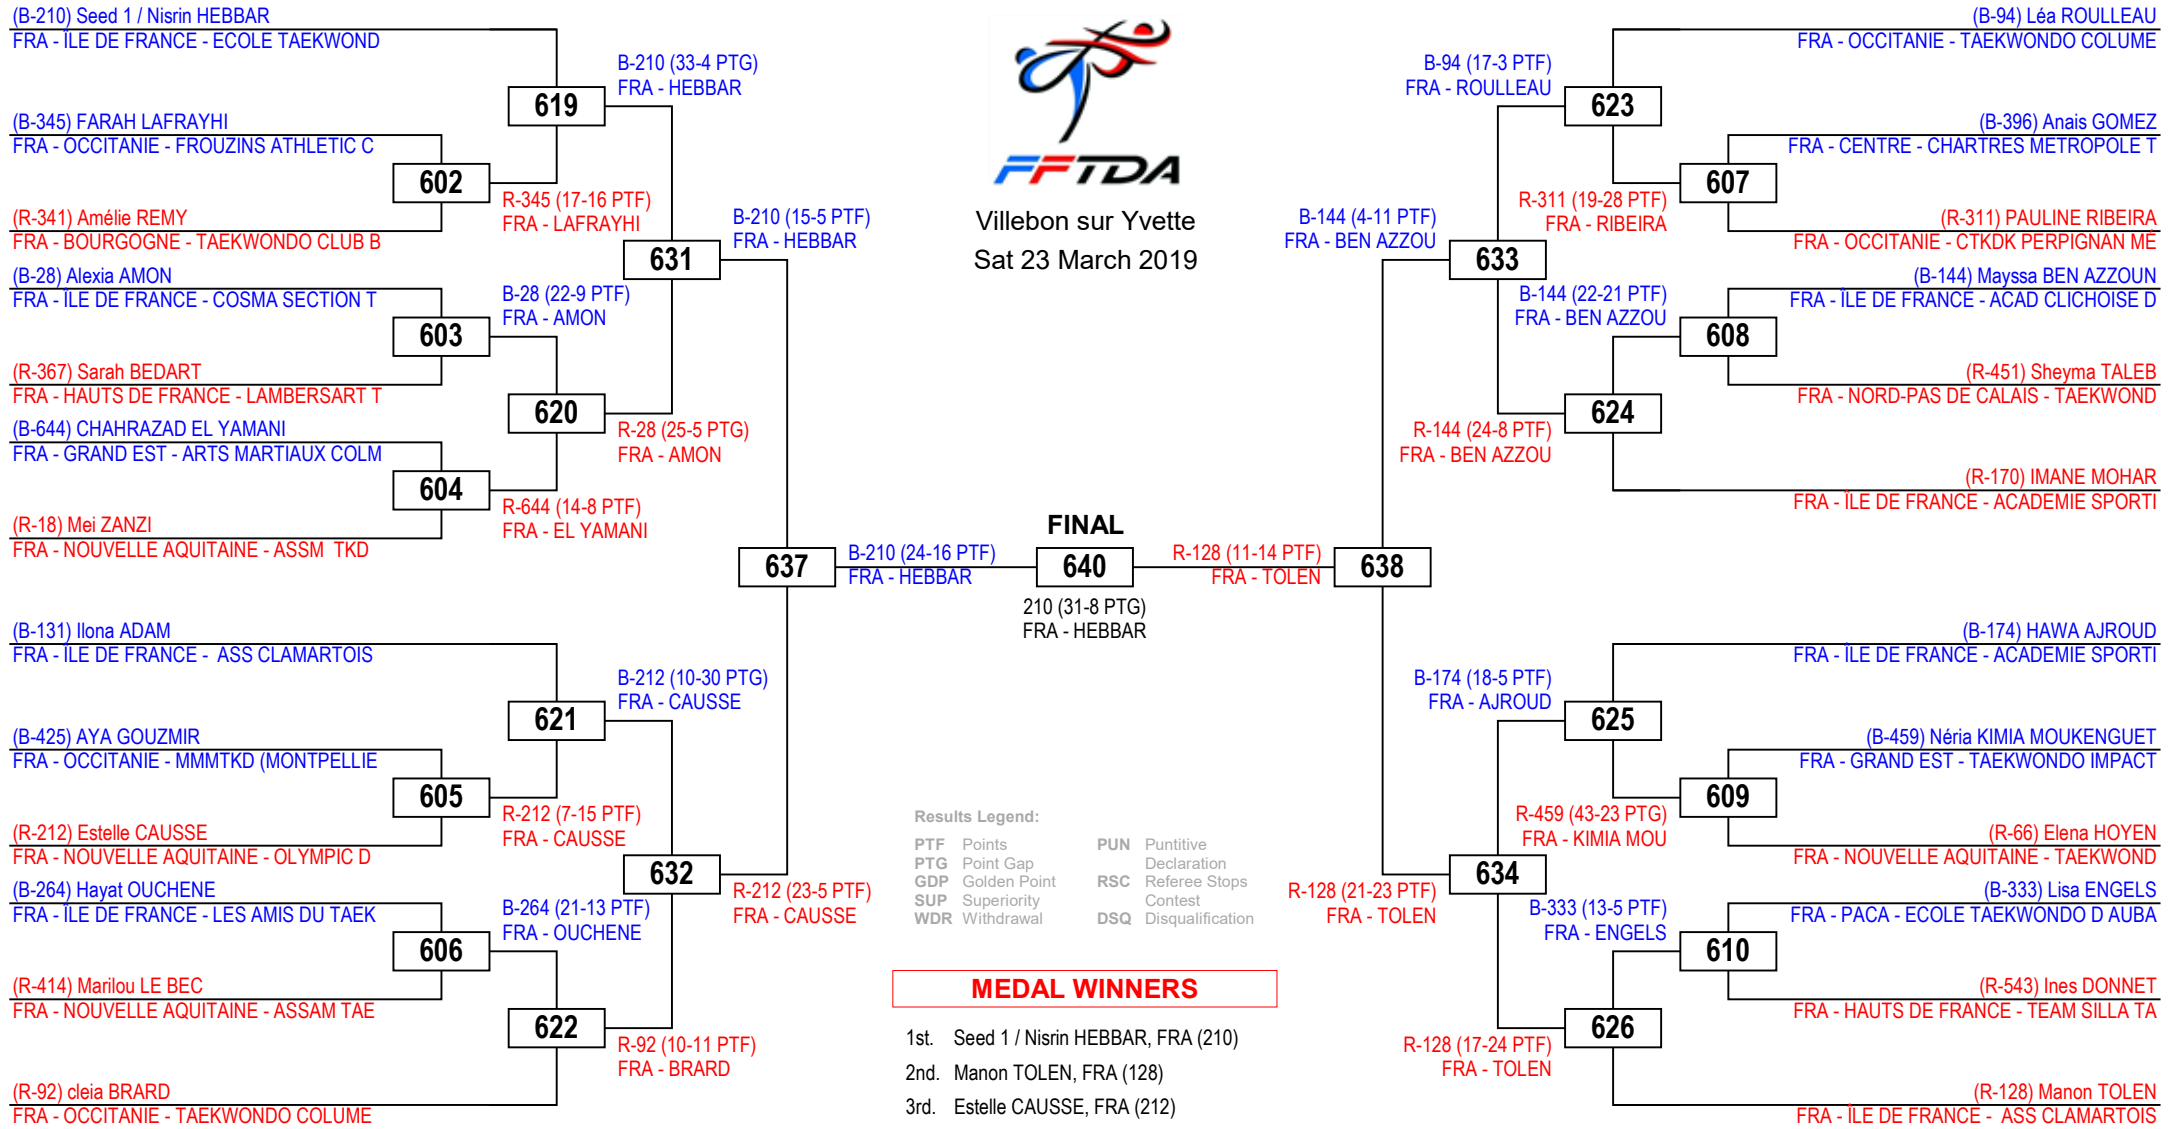 (B-210) Seed 1 / Nisrin HEBBAR
FRA - ÎLE DE FRANCE - ECOLE TAEKWOND
(B-345) FARAH LAFRAYHI
FRA - OCCITANIE - FROUZINS ATHLETIC C
(R-341) Amélie REMY
FRA - BOURGOGNE - TAEKWONDO CLUB B
(B-28) Alexia AMON
FRA - ÎLE DE FRANCE - COSMA SECTION T
(R-367) Sarah BEDART
FRA - HAUTS DE FRANCE - LAMBERSART T
(B-644) CHAHRAZAD EL YAMANI
FRA - GRAND EST - ARTS MARTIAUX COLM
(R-18) Mei ZANZI
FRA - NOUVELLE AQUITAINE - ASSM TKD
(B-131) Ilona ADAM
FRA - ÎLE DE FRANCE - ASS CLAMARTOIS
(B-425) AYA GOUZMIR
FRA - OCCITANIE - MMMTKD (MONTPELLIE
(R-212) Estelle CAUSSE
FRA - NOUVELLE AQUITAINE - OLYMPIC D
(B-264) Hayat OUCHENE
FRA - ÎLE DE FRANCE - LES AMIS DU TAEK
(R-414) Marilou LE BEC
FRA - NOUVELLE AQUITAINE - ASSAM TAE
(R-92) cleia BRARD
FRA - OCCITANIE - TAEKWONDO COLUME
602
603
604
605
606
R-345 (17-16 PTF)
FRA - LAFRAYHI
B-28 (22-9 PTF)
FRA - AMON
R-644 (14-8 PTF)
FRA - EL YAMANI
R-212 (7-15 PTF)
FRA - CAUSSE
B-264 (21-13 PTF)
FRA - OUCHENE
619
620
621
622
B-210 (33-4 PTG)
FRA - HEBBAR
R-28 (25-5 PTG)
FRA - AMON
B-212 (10-30 PTG)
FRA - CAUSSE
R-92 (10-11 PTF)
FRA - BRARD
631
632
B-210 (15-5 PTF)
FRA - HEBBAR
R-212 (23-5 PTF)
FRA - CAUSSE
637
B-210 (24-16 PTF)
FRA - HEBBAR
FFTDA
Villebon sur Yvette
Sat 23 March 2019
FINAL
640
210 (31-8 PTG)
FRA - HEBBAR
Results Legend:
PTF Points
PTG Point Gap
GDP Golden Point
SUP Superiority
WDR Withdrawal
PUN Puntitive
Declaration
RSC Referee Stops
Contest
DSQ Disqualification
MEDAL WINNERS
1st. Seed 1 / Nisrin HEBBAR, FRA (210)
2nd. Manon TOLEN, FRA (128)
3rd. Estelle CAUSSE, FRA (212)
R-128 (11-14 PTF)
FRA - TOLEN
638
B-144 (4-11 PTF)
FRA - BEN AZZOU
R-128 (21-23 PTF)
FRA - TOLEN
633
634
B-94 (17-3 PTF)
FRA - ROULLEAU
R-144 (24-8 PTF)
FRA - BEN AZZOU
B-174 (18-5 PTF)
FRA - AJROUD
R-128 (17-24 PTF)
FRA - TOLEN
623
624
625
626
R-311 (19-28 PTF)
FRA - RIBEIRA
B-144 (22-21 PTF)
FRA - BEN AZZOU
R-459 (43-23 PTG)
FRA - KIMIA MOU
B-333 (13-5 PTF)
FRA - ENGELS
607
608
609
610
(B-94) Léa ROULLEAU
FRA - OCCITANIE - TAEKWONDO COLUME
(B-396) Anais GOMEZ
FRA - CENTRE - CHARTRES METROPOLE T
(R-311) PAULINE RIBEIRA
FRA - OCCITANIE - CTKDK PERPIGNAN MÉ
(B-144) Mayssa BEN AZZOUN
FRA - ÎLE DE FRANCE - ACAD CLICHOISE D
(R-451) Sheyma TALEB
FRA - NORD-PAS DE CALAIS - TAEKWOND
(R-170) IMANE MOHAR
FRA - ÎLE DE FRANCE - ACADEMIE SPORTI
(B-174) HAWA AJROUD
FRA - ÎLE DE FRANCE - ACADEMIE SPORTI
(B-459) Néria KIMIA MOUKENGUET
FRA - GRAND EST - TAEKWONDO IMPACT
(R-66) Elena HOYEN
FRA - NOUVELLE AQUITAINE - TAEKWOND
(B-333) Lisa ENGELS
FRA - PACA - ECOLE TAEKWONDO D AUBA
(R-543) Ines DONNET
FRA - HAUTS DE FRANCE - TEAM SILLA TA
(R-128) Manon TOLEN
FRA - ÎLE DE FRANCE - ASS CLAMARTOIS